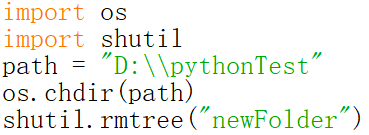 import os
import shutil
path = "D:\\pythonTest"
os.chdir(path)
shutil.rmtree("newFolder")